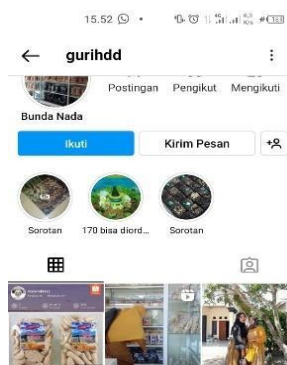 15.52
gurihdd
Postingan Pengikut Mengikuti
Bunda Nada
Ikuti Kirim Pesan
Sorotan 170 bisa diord... Sorotan